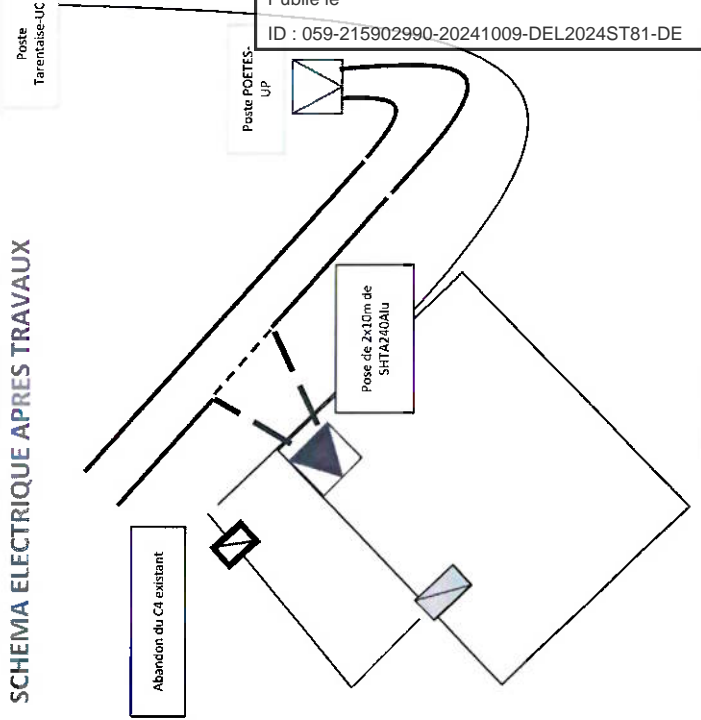 Publié le
ID : 059-215902990-20241009-DEL2024ST81-DE
SCHEMA ELECTRIQUE APRES TRAVAUX
Poste
Tarentaise-UC
Poste POETES-
UP
Pose de 2x10m de
SHTA240Alu
Abandon du C4 existant